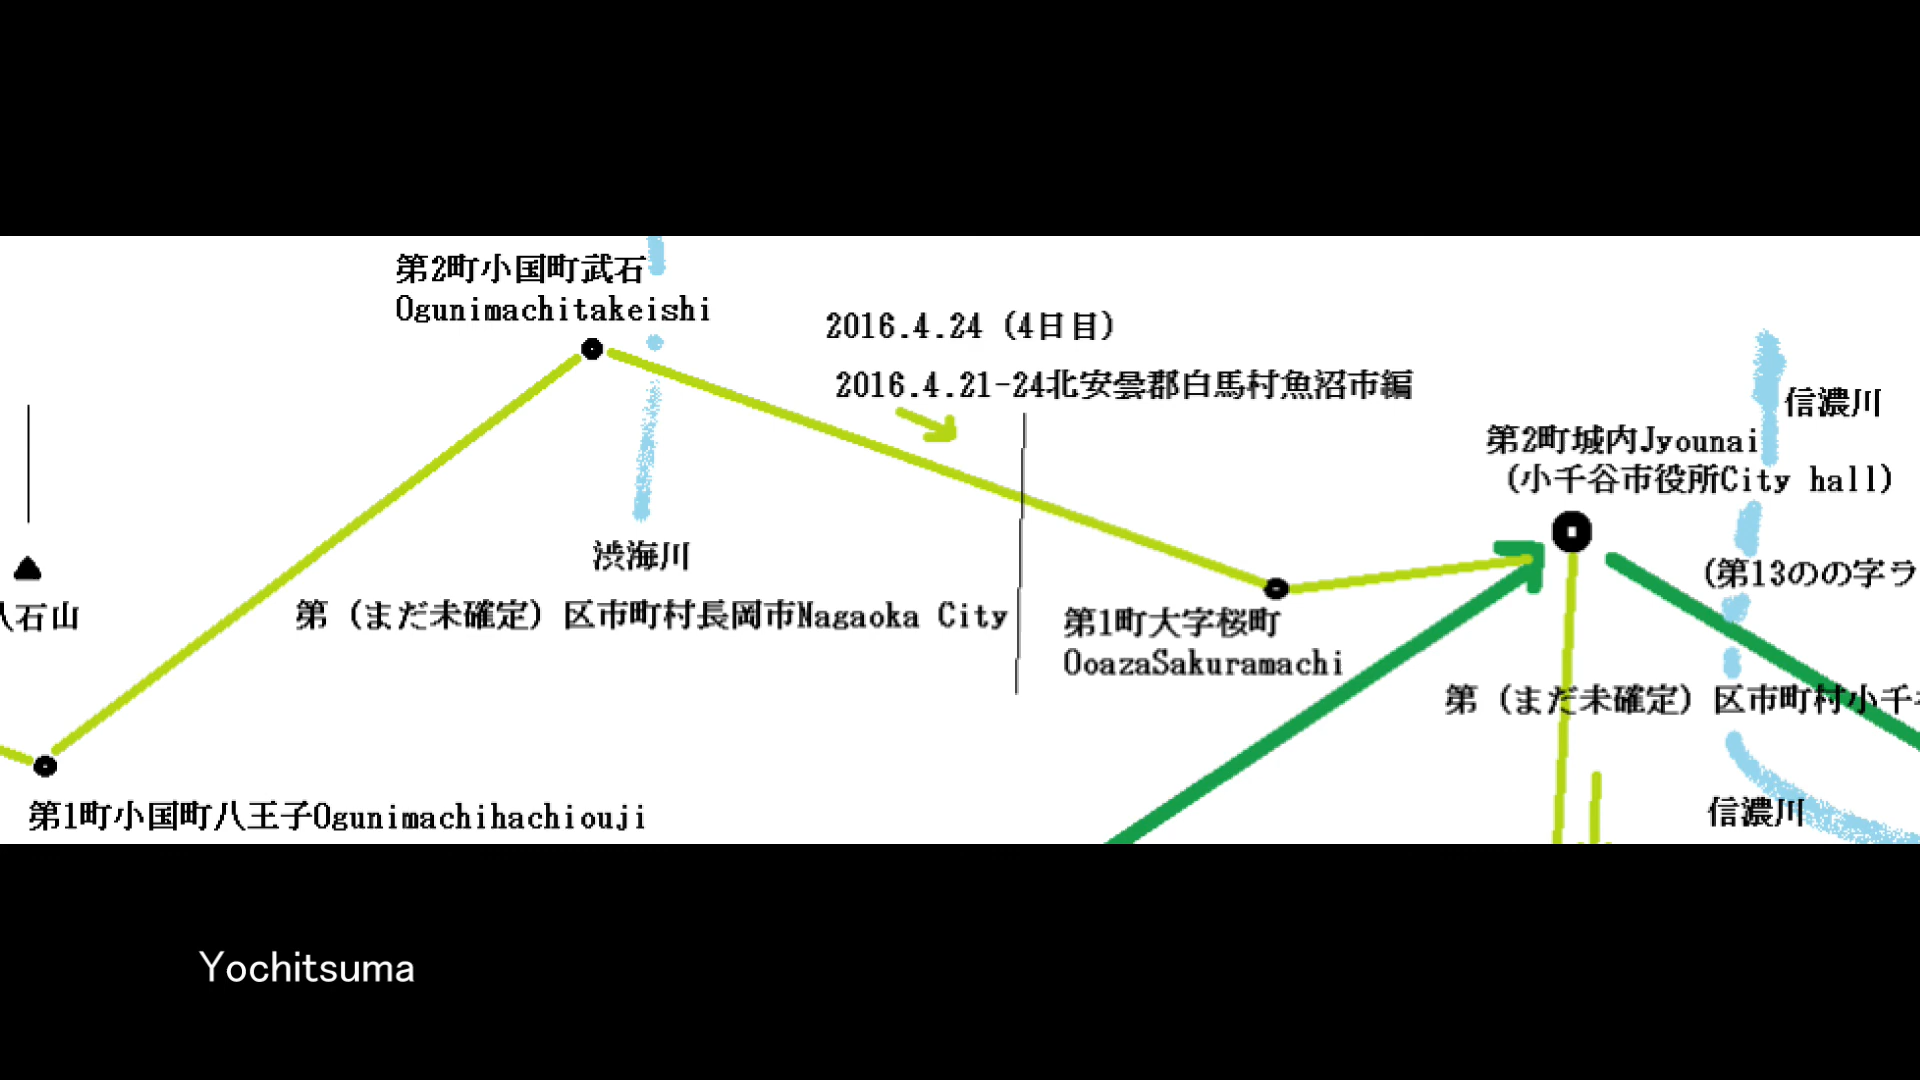 第2町小国町武石
Ogunimachitakeishi
2016.4.24（4日目）
2016.4.21-24北安曇郡白馬村魚沼市編
信濃川
第2町城内Jyounai
（小千谷市役所City hall）
渋海川
(第13のの字ラ
石山
第（まだ未確定）区市町村長岡市Nagaoka City
第1町大字桜町
OoazaSakuramachi
第（まだ未確定）区市町村小千
第1町小国町八王子Ogunimachihachiouji
信濃川
Yochitsuma